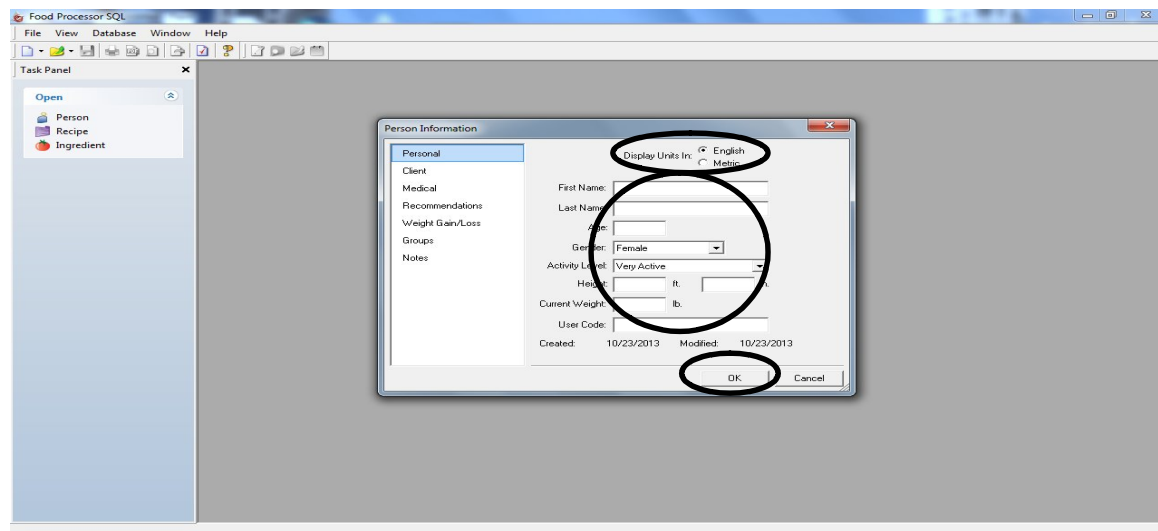 Food Processor SQL
File View Database Window Help
Task Panel
Open
Person
Recipe
Ingredient
Person Information
Personal
Client
Medical
Recommendations
Weight Gain/Loss
Groups
Notes
Display Units In: English
Metric
First Name:
Last Name:
Age:
Gender: Female
Activity Level: Very Active
Height: ft.
Current Weight: lb.
User Code:
Created: 10/23/2013 Modified: 10/23/2013
OK Cancel